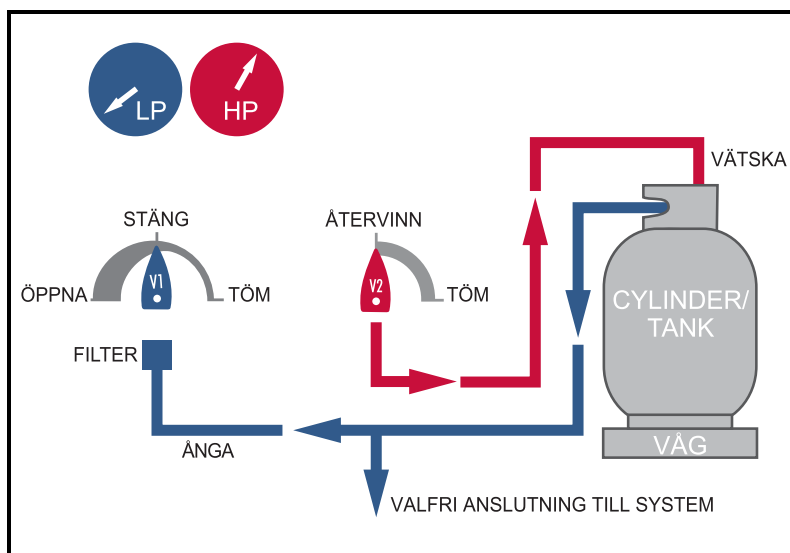 LP
HP
VÄTSKA
STÄNG
ÅTERVINN
V1
V2
ÖPPNA
TÖM
TÖM
CYLINDER/
TANK
FILTER
ÅNGA
VÅG
VALFRI ANSLUTNING TILL SYSTEM